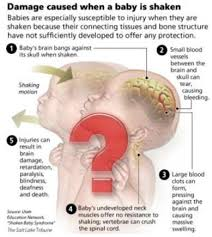 Damage caused when a baby is shaken
Babies are especially susceptible to injury when they are
shaken because their connecting tissues and bone structure
have not sufficiently developed to offer any protection.
1 Baby's brain bangs against
its skull when shaken.
Shaking
motion
2 Small blood
vessels
between the
brain and
skull can
tear,
causing
bleeding.
3 Large blood
clots can
form,
pressing
against the
brain and
causing
massive
swelling.
4 Baby's undeveloped neck
muscles offer no resistance to
shaking; vertebrae can crush
the spinal cord.
5 Injuries can
result in
brain
damage,
retardation,
paralysis,
blindness,
deafness
and death.
?
Source: Utah
Education Network,
"Shaken Baby Syndrome"
The Salt Lake Tribune